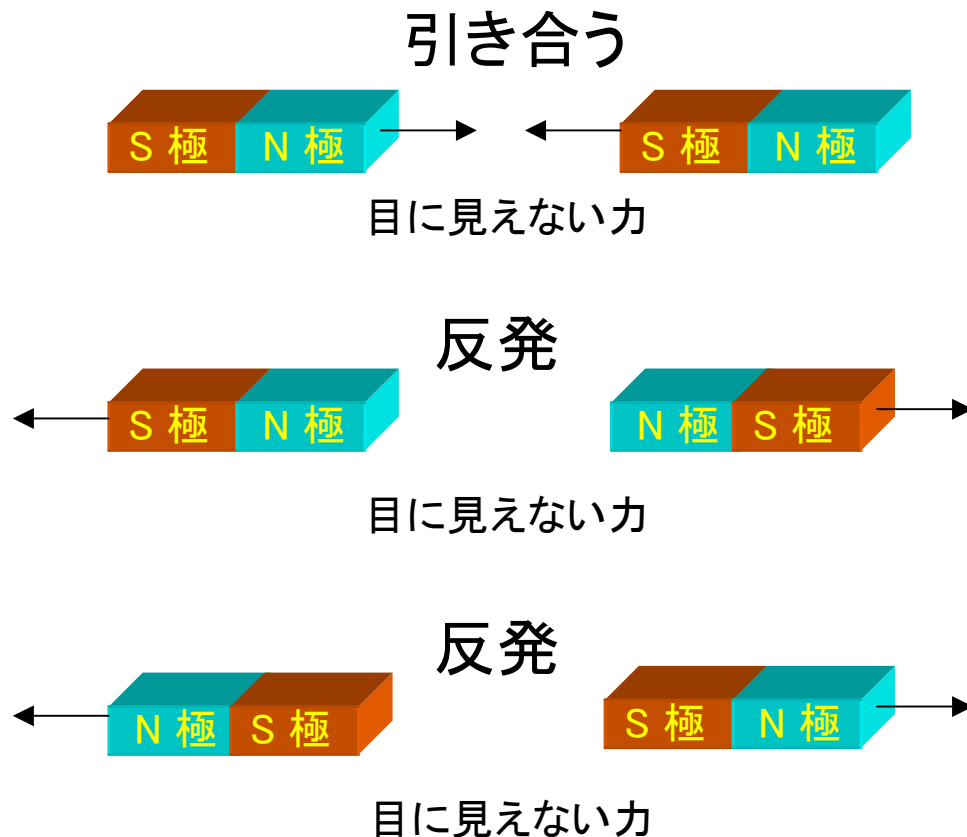 引き合う
S 極 N 極 S 極 N 極
目に見えない力
反発
S 極 N 極 N 極 S 極
目に見えない力
反発
N 極 S 極 S 極 N 極
目に見えない力